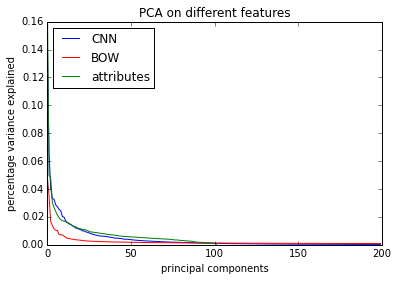 PCA on different features
percentage variance explained
0.16
0.14
0.12
0.10
0.08
0.06
0.04
0.02
0.00
CNN
BOW
attributes
0 50 100 150 200
principal components